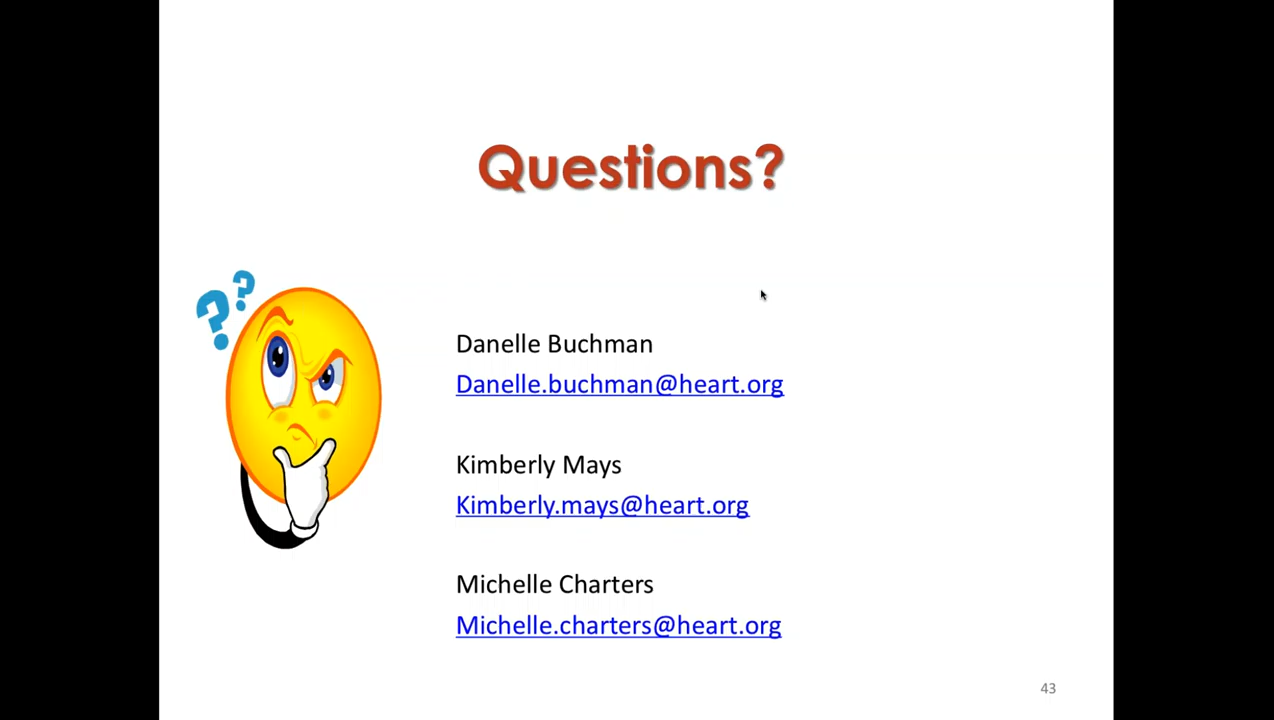 Questions?
? ?
Danelle Buchman
Danelle.buchman@heart.org
Kimberly Mays
Kimberly.mays@heart.org
Michelle Charters
Michelle.charters@heart.org
43